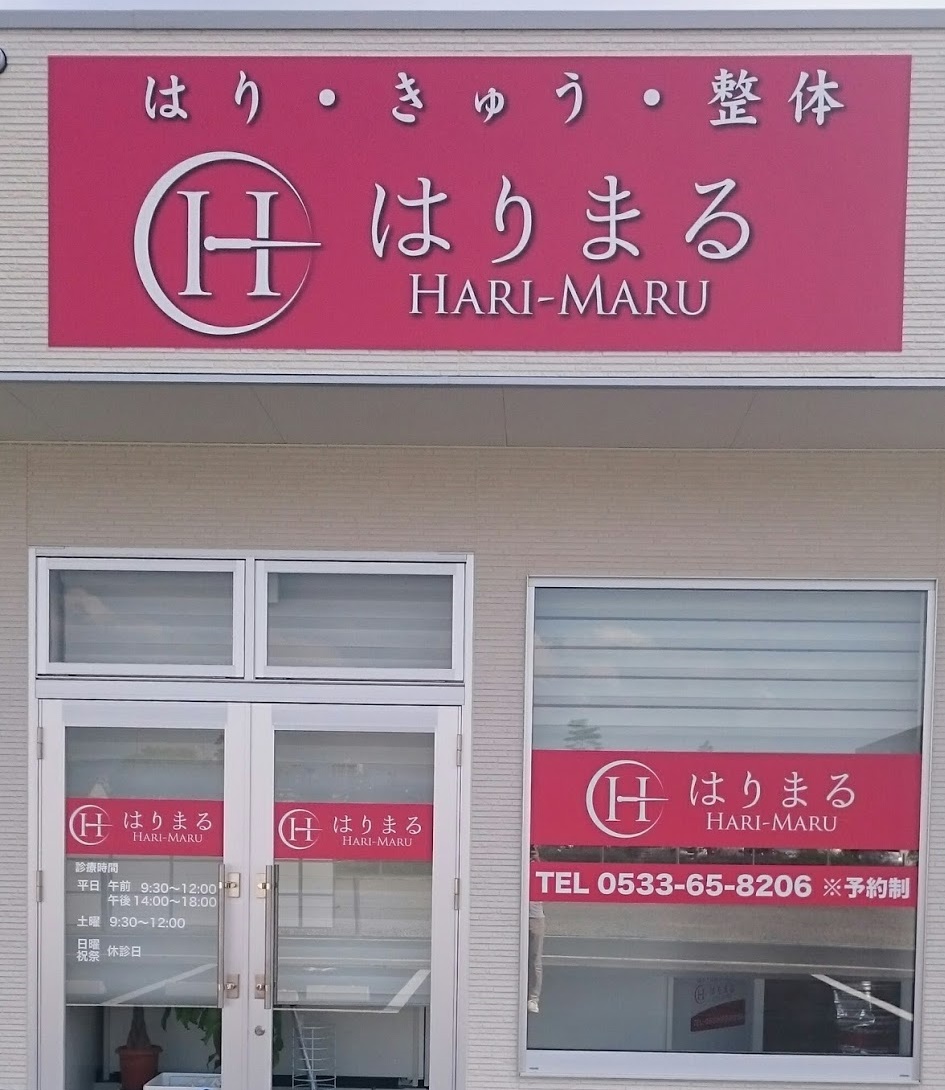 はり・きゅう・整体
H はりまる
HARI-MARU
H はりまる
HARI-MARU
診療時間
平日 午前 9:30〜12:00
午後 14:00〜18:00
土曜 9:30〜12:00
日曜
祝祭 休診日
H はりまる
HARI-MARU
H はりまる
HARI-MARU
TEL 0533-65-8206 ※予約制